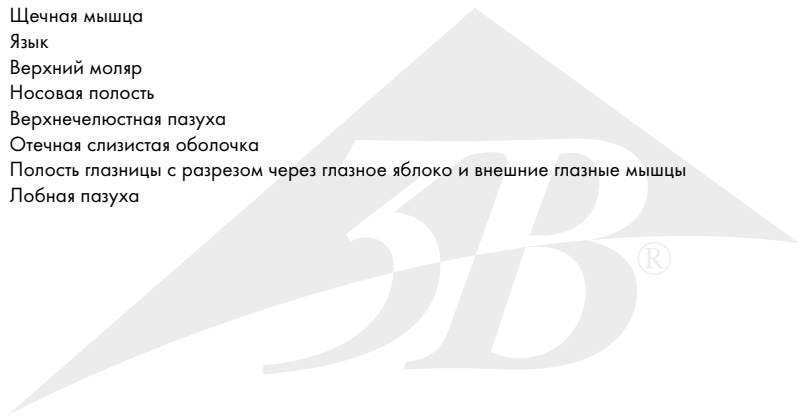 Щечная мышца
Язык
Верхний моляр
Носовая полость
Верхнечелюстная пазуха
Отечная слизистая оболочка
Полость глазницы с разрезом через глазное яблоко и внешние глазные мышцы
Лобная пазуха
3B
®